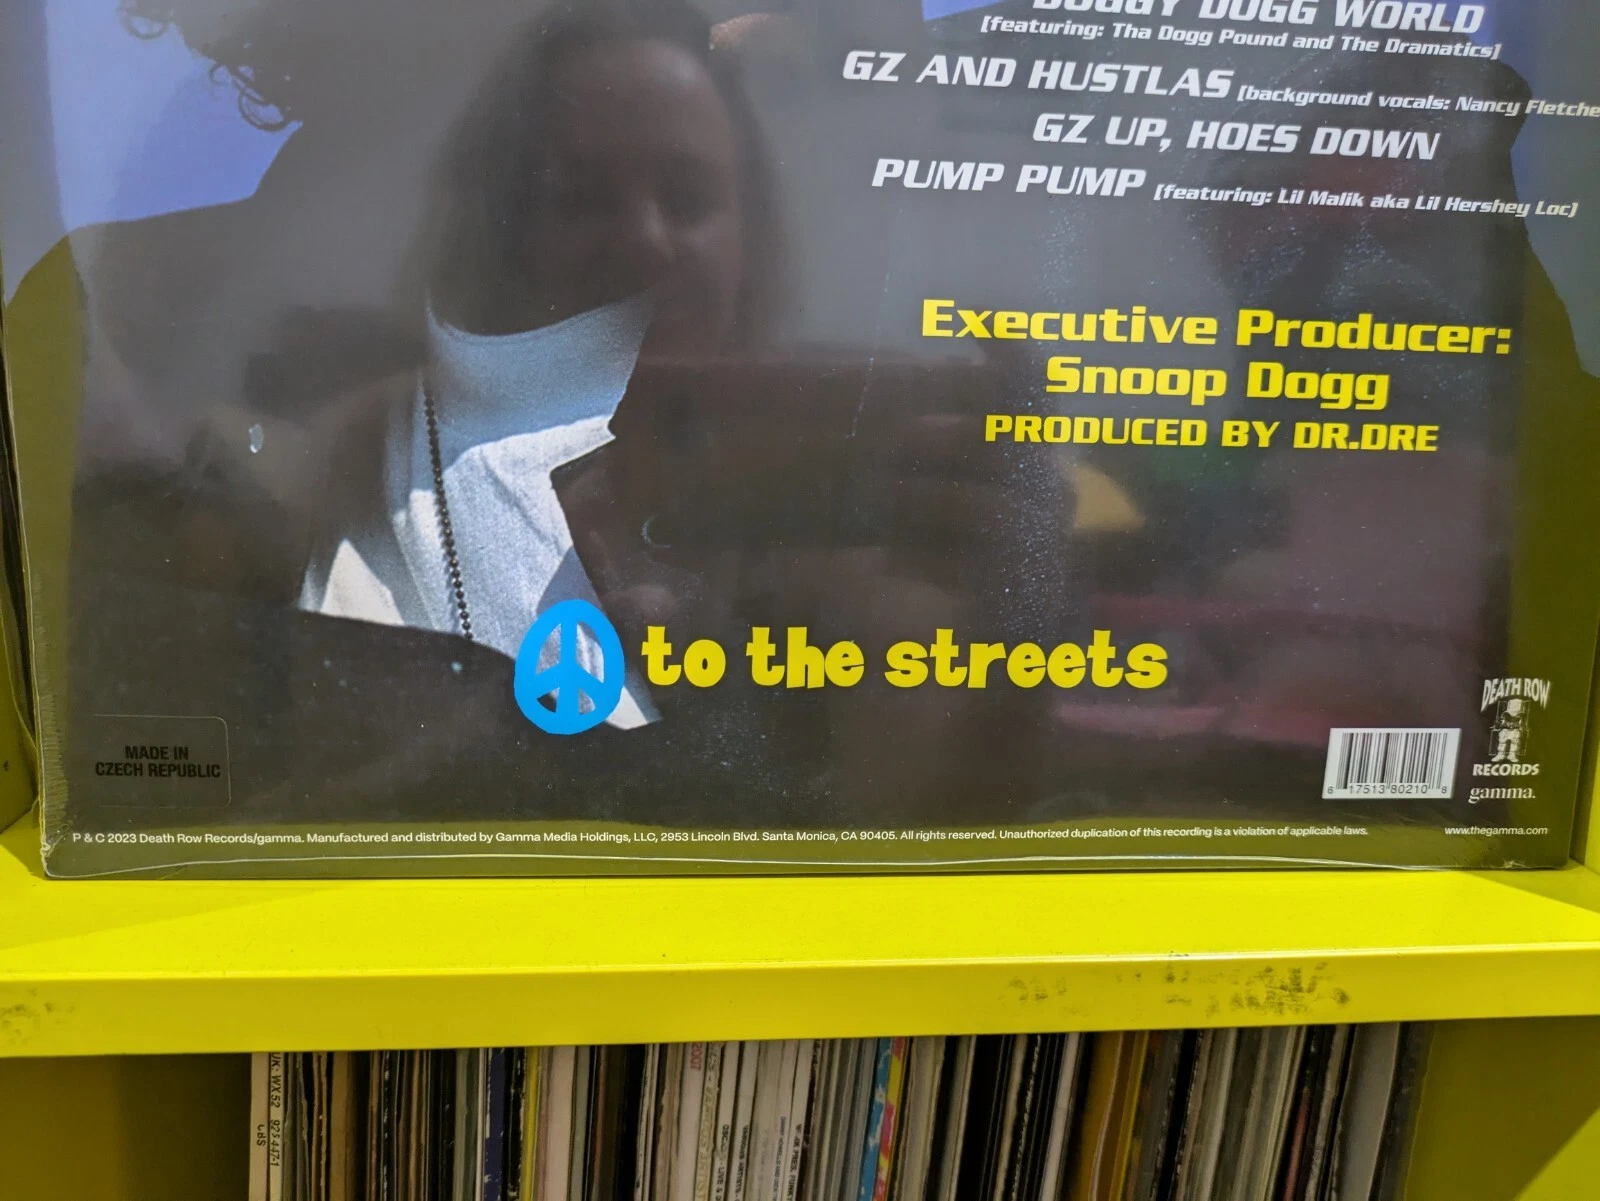 DOGGY DOGG WORLD
[featuring: Tha Dogg Pound and The Dramatics]
GZ AND HUSTLAS [background vocals: Nancy Fletche
GZ UP, HOES DOWN
PUMP PUMP [featuring: Lil Malik aka Lil Hershey Loc]
Executive Producer:
Snoop Dogg
PRODUCED BY DR.DRE
to the streets
MADE IN
CZECH REPUBLIC
DEATH ROW
RECORDS
gamma.
6 17513 80210 8
P & C 2023 Death Row Records/gamma. Manufactured and distributed by Gamma Media Holdings, LLC, 2953 Lincoln Blvd. Santa Monica, CA 90405. All rights reserved. Unauthorized duplication of this recording is a violation of applicable laws.
www.thegamma.com
WX52
CBS
2007